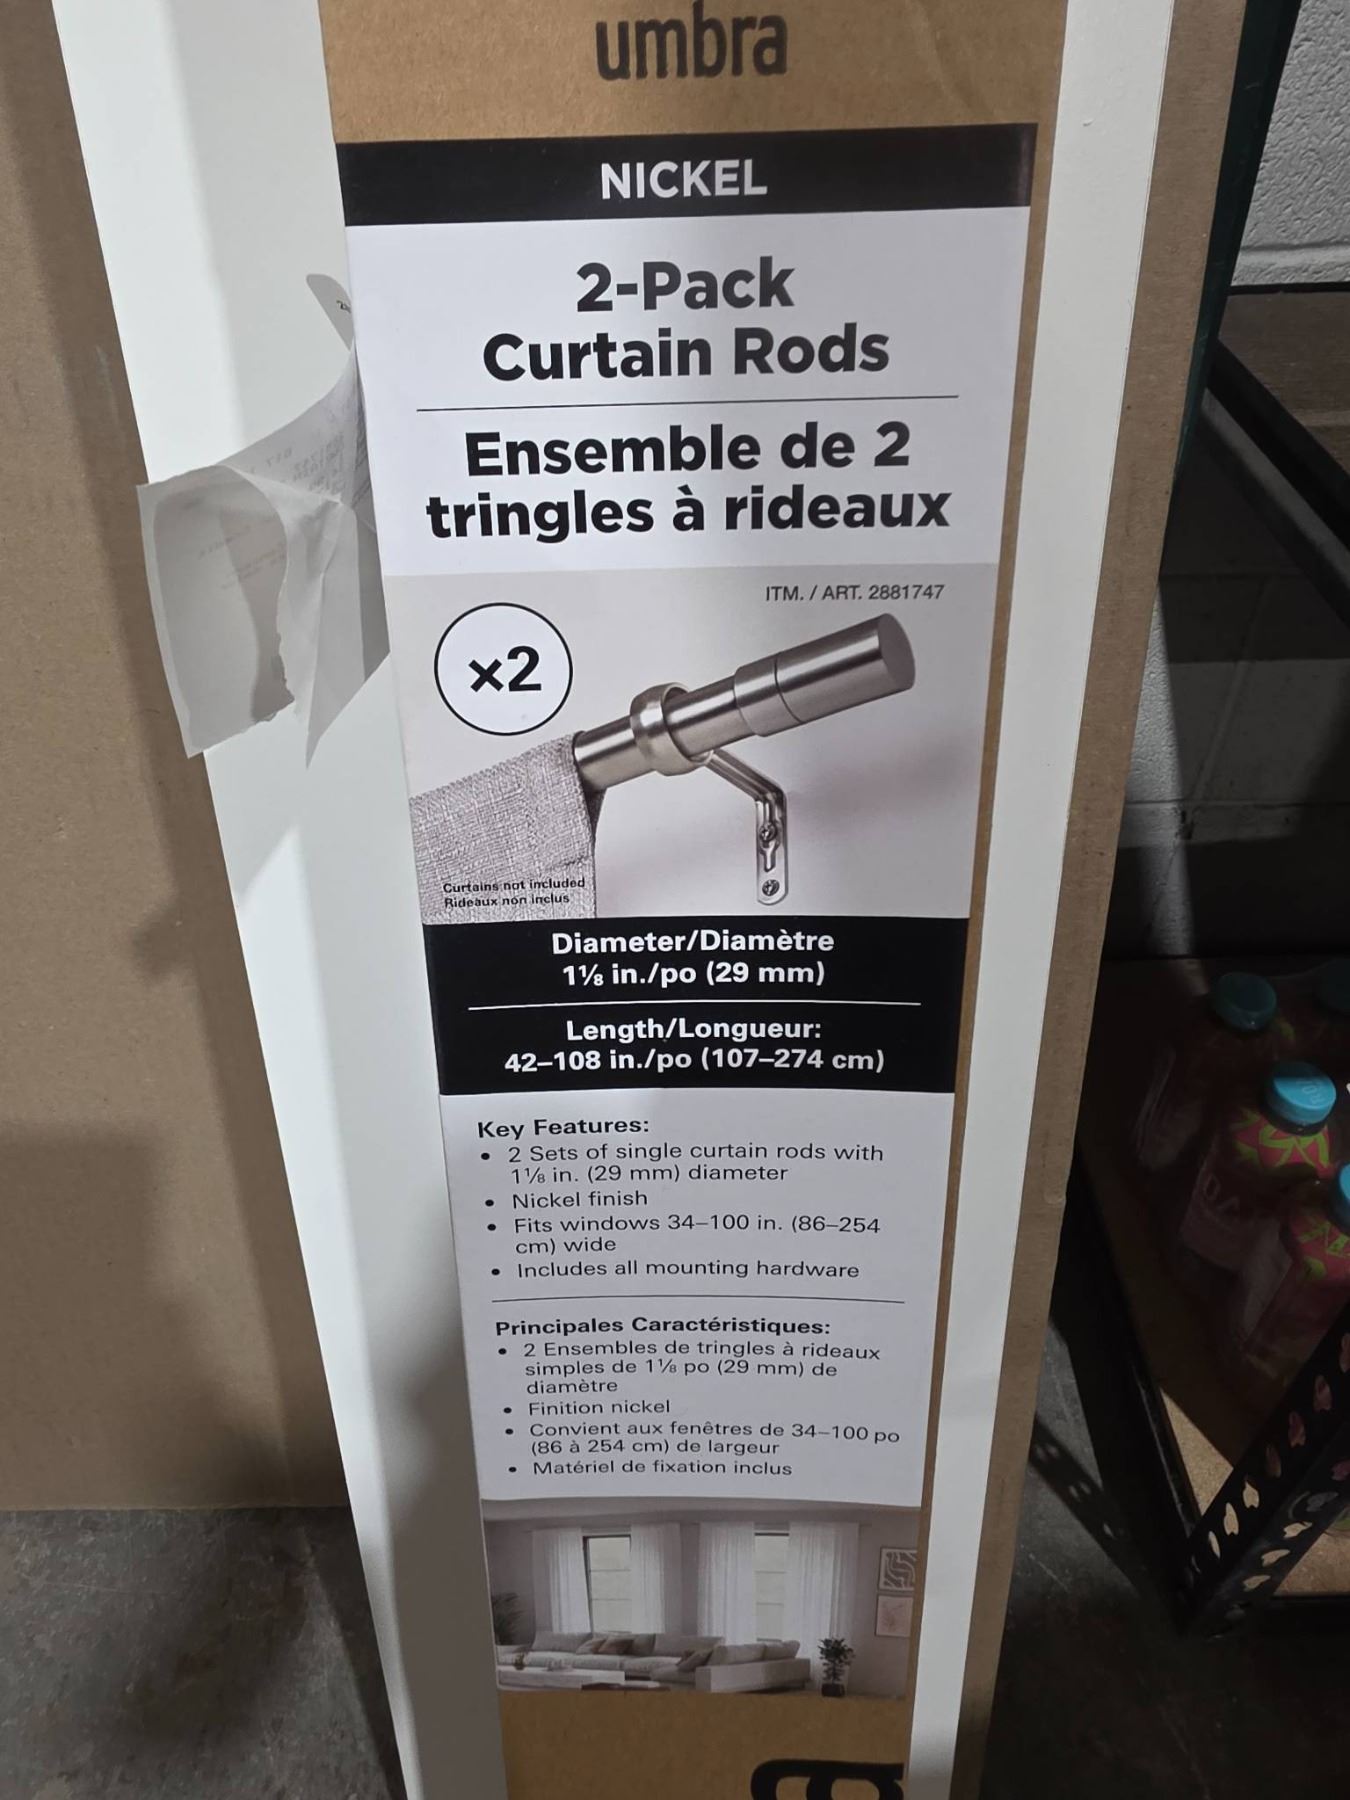 umbra
NICKEL
2-Pack
Curtain Rods
Ensemble de 2
tringles à rideaux
ITM. / ART. 2881747
×2
Curtains not included
Rideaux non inclus
Diameter/Diamètre
1⅛ in./po (29 mm)
Length/Longueur:
42–108 in./po (107–274 cm)
Key Features:
• 2 Sets of single curtain rods with
1⅛ in. (29 mm) diameter
• Nickel finish
• Fits windows 34–100 in. (86–254
cm) wide
• Includes all mounting hardware
Principales Caractéristiques:
• 2 Ensembles de tringles à rideaux
simples de 1⅛ po (29 mm) de
diamètre
• Finition nickel
• Convient aux fenêtres de 34–100 po
(86 à 254 cm) de largeur
• Matériel de fixation inclus
a